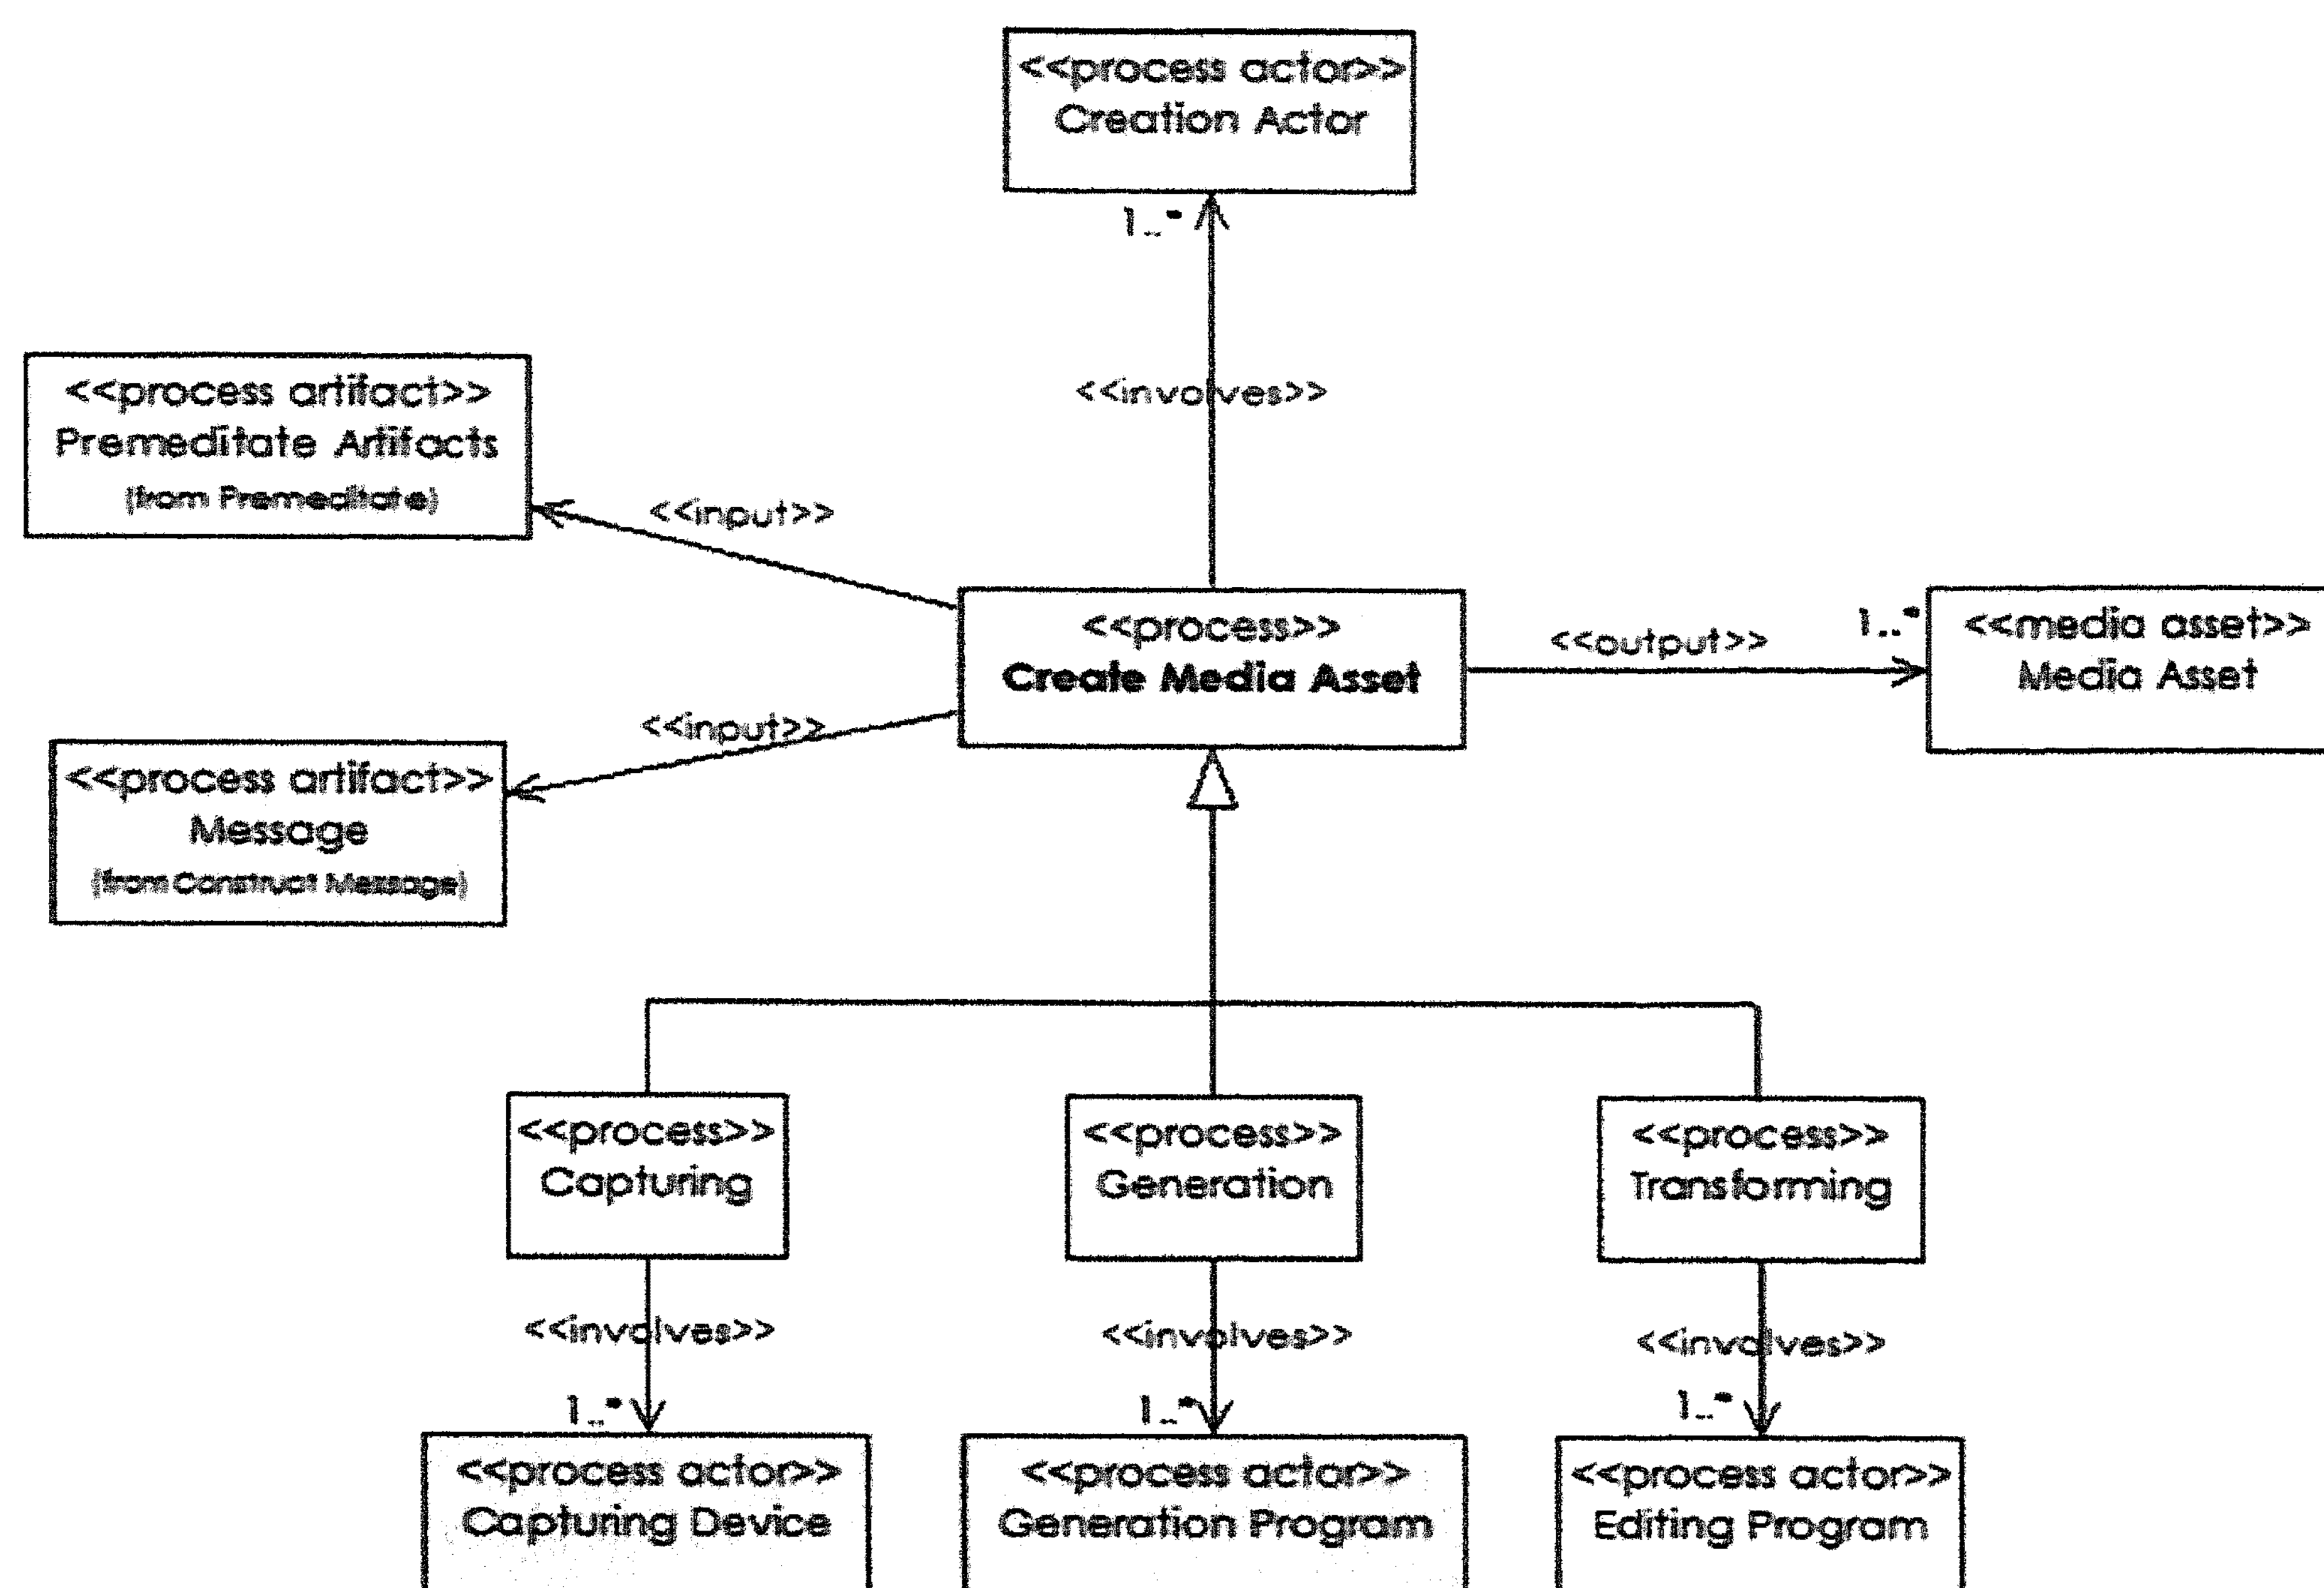 <<process actor>>
Creation Actor
1..*
<<involves>>
<<process artifact>>
Premeditate Artifacts
(from Premeditate)
<<input>>
<<process>>
Create Media Asset
<<output>>
1..*
<<media asset>>
Media Asset
<<input>>
<<process artifact>>
Message
(from Construct Message)
<<process>>
Capturing
<<process>>
Generation
<<process>>
Transforming
<<involves>>
<<involves>>
<<involves>>
1..*
1..*
1..*
<<process actor>>
Capturing Device
<<process actor>>
Generation Program
<<process actor>>
Editing Program